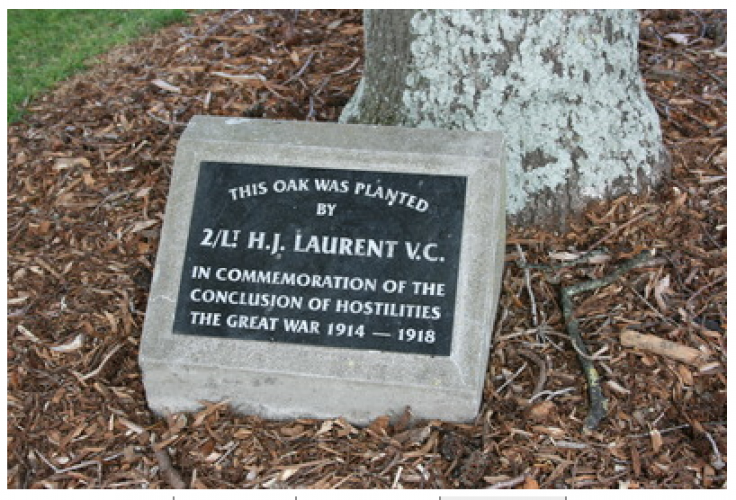 THIS OAK WAS PLANTED
BY
2/LT H.J. LAURENT V.C.
IN COMMEMORATION OF THE
CONCLUSION OF HOSTILITIES
THE GREAT WAR 1914 — 1918